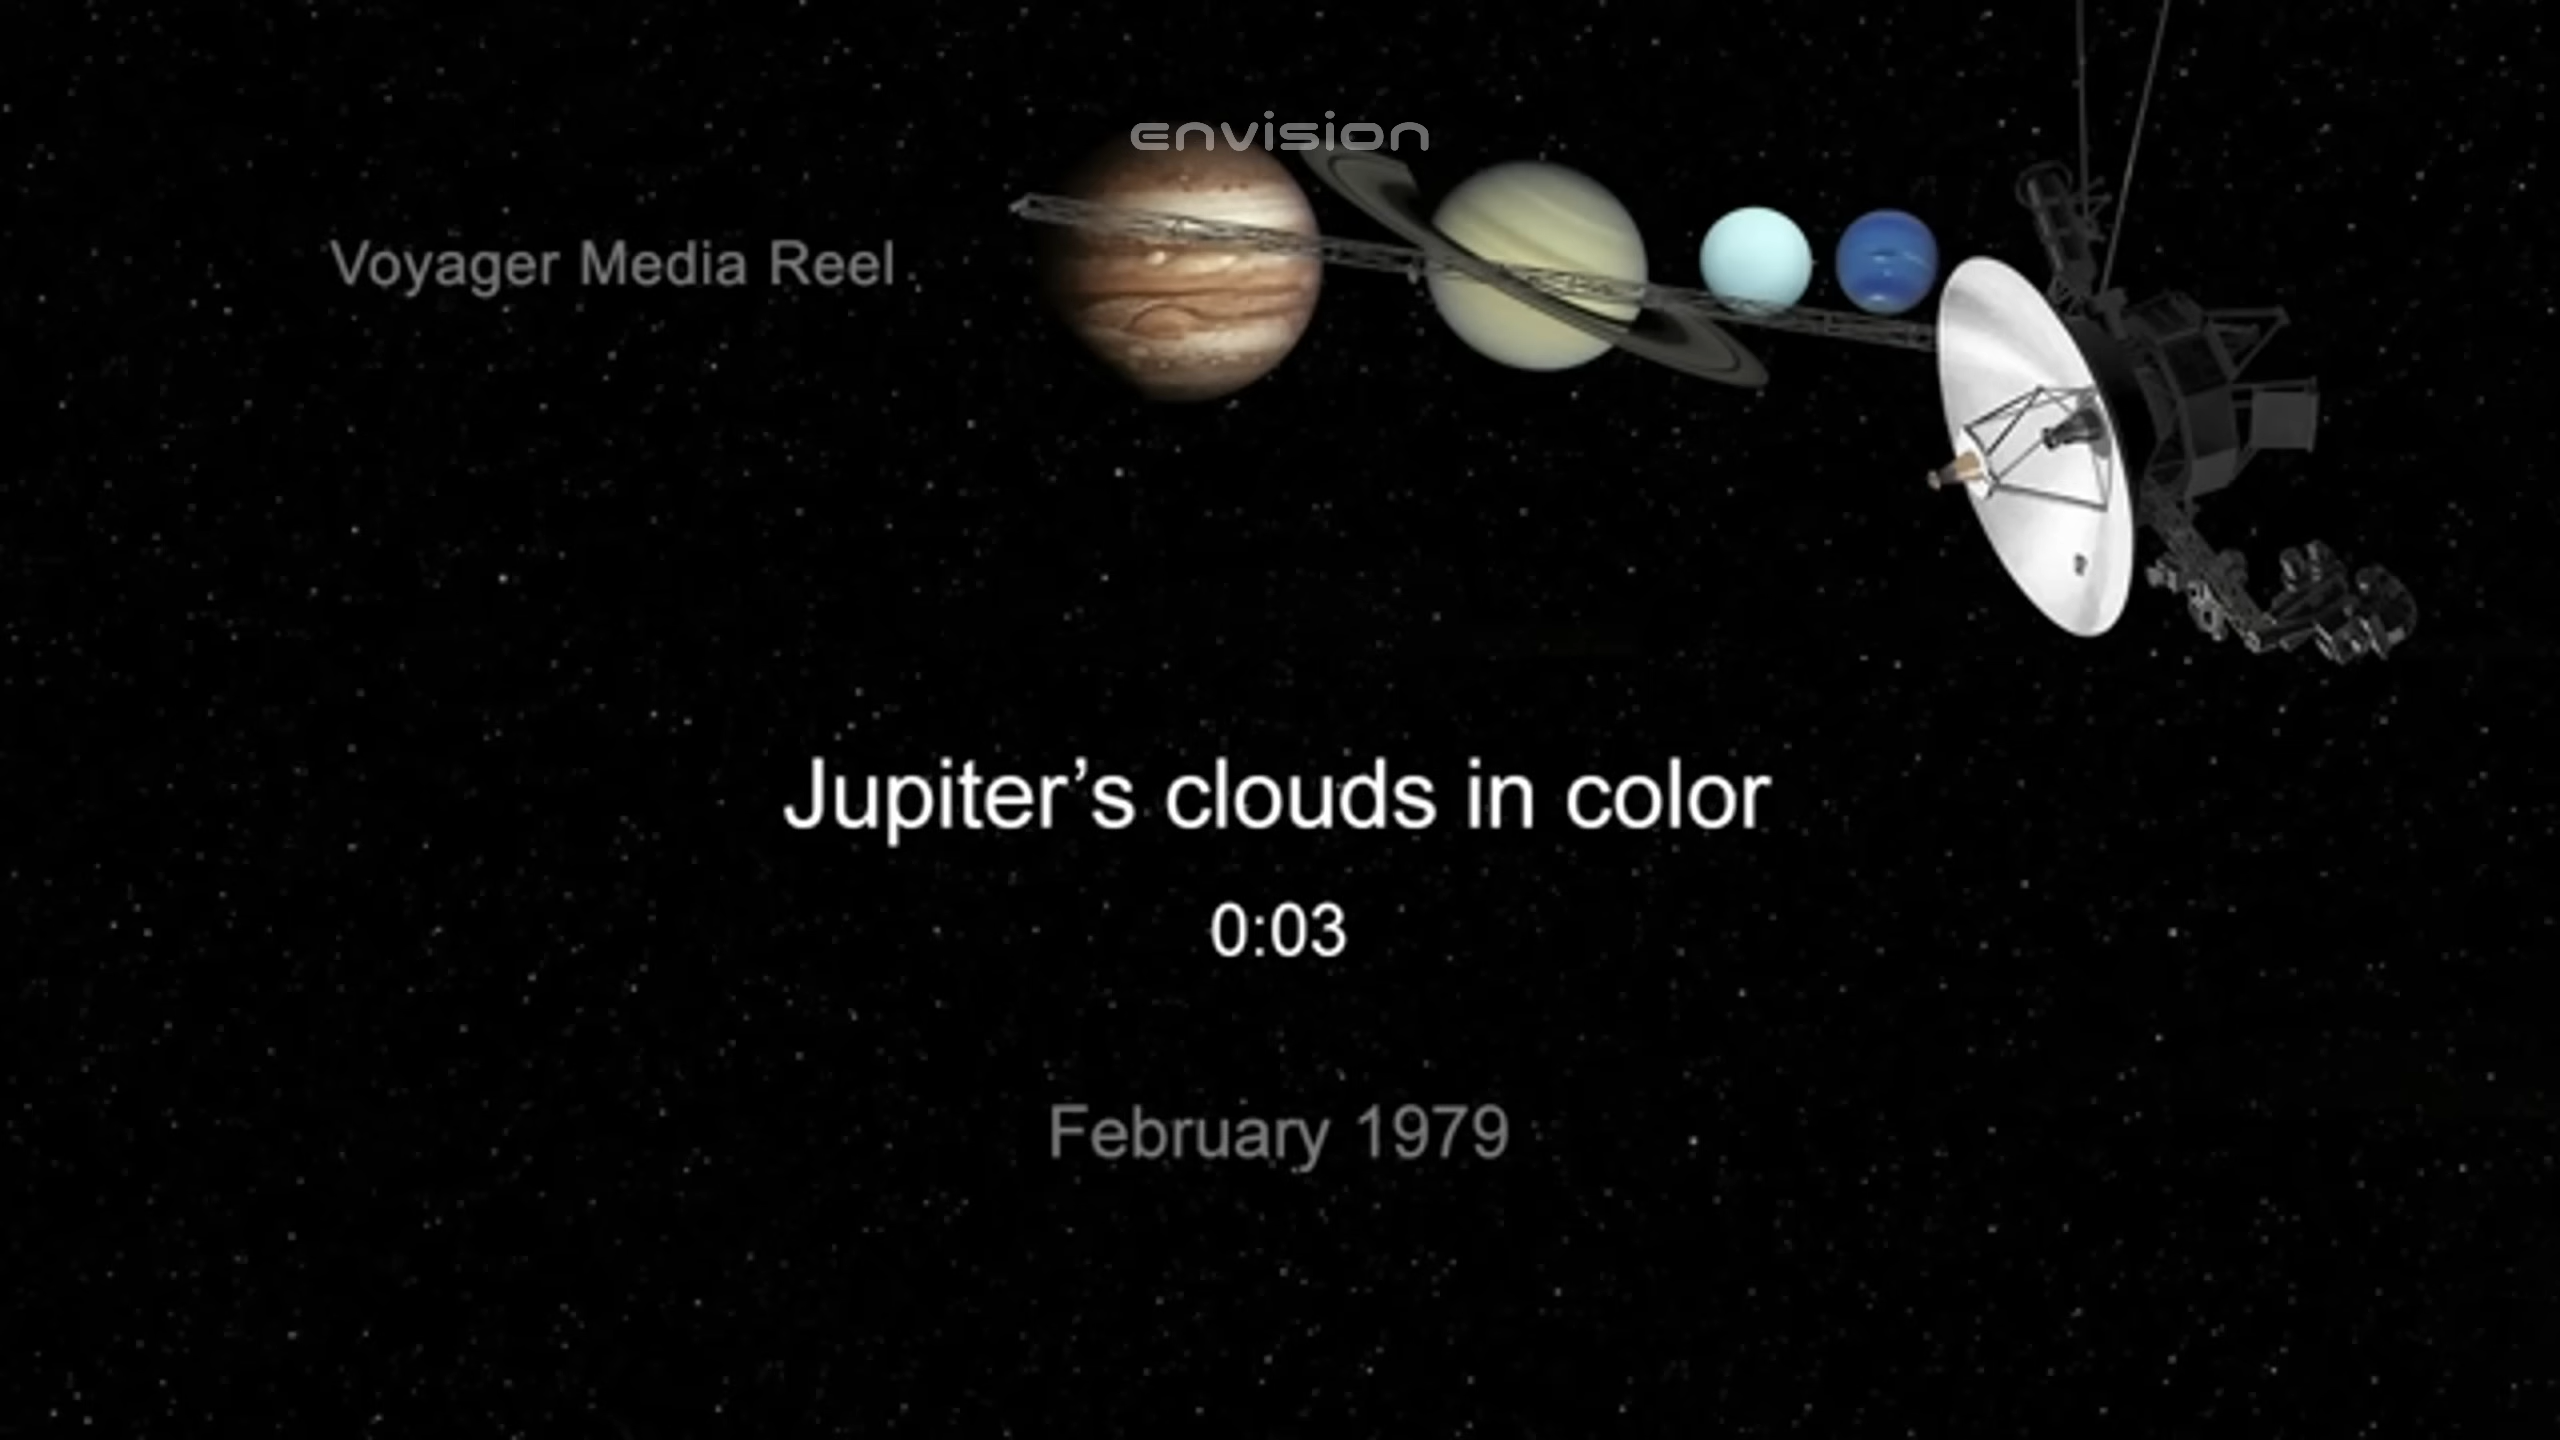 envision
Voyager Media Reel
Jupiter’s clouds in color
0:03
February 1979